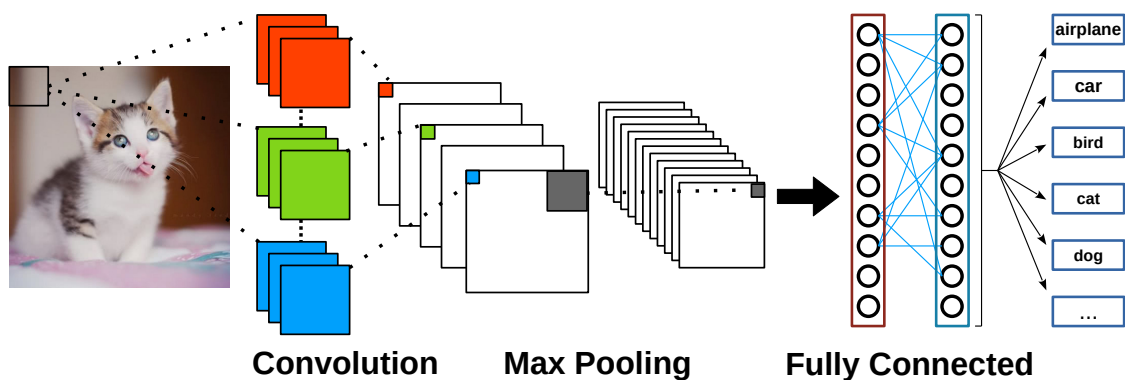 airplane
car
bird
cat
dog
...
Convolution
Max Pooling
Fully Connected